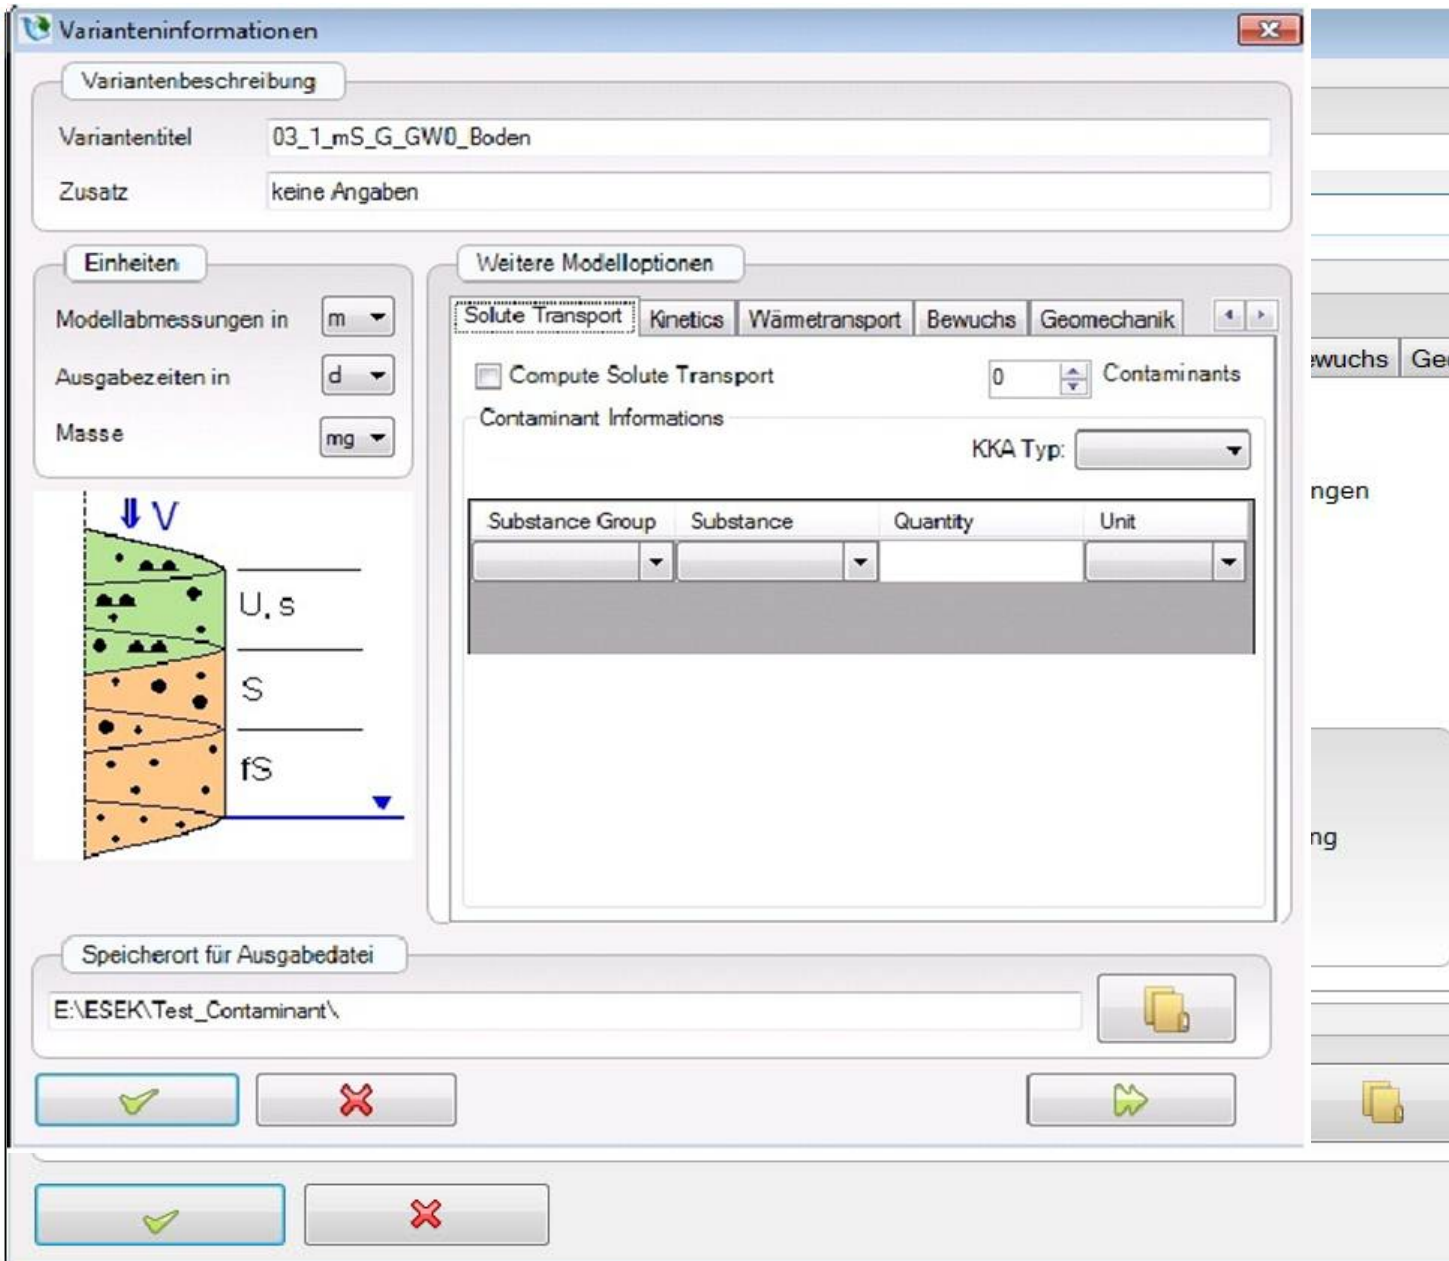 Varianteninformationen
Variantenbeschreibung
Variantentitel 03_1_mS_G_GW0_Boden
Zusatz keine Angaben
Einheiten
Modellabmessungen in m
Ausgabezeiten in d
Masse mg
V
U, s
S
fS
Weitere Modelloptionen
Solute Transport Kinetics Wärmetransport Bewuchs Geomechanik
Compute Solute Transport 0 Contaminants
Contaminant Informations
KKA Typ:
Substance Group Substance Quantity Unit
Speicherort für Ausgabedatei
E:\ESEK\Test_Contaminant\
ewuchs Ge
ngen
ng